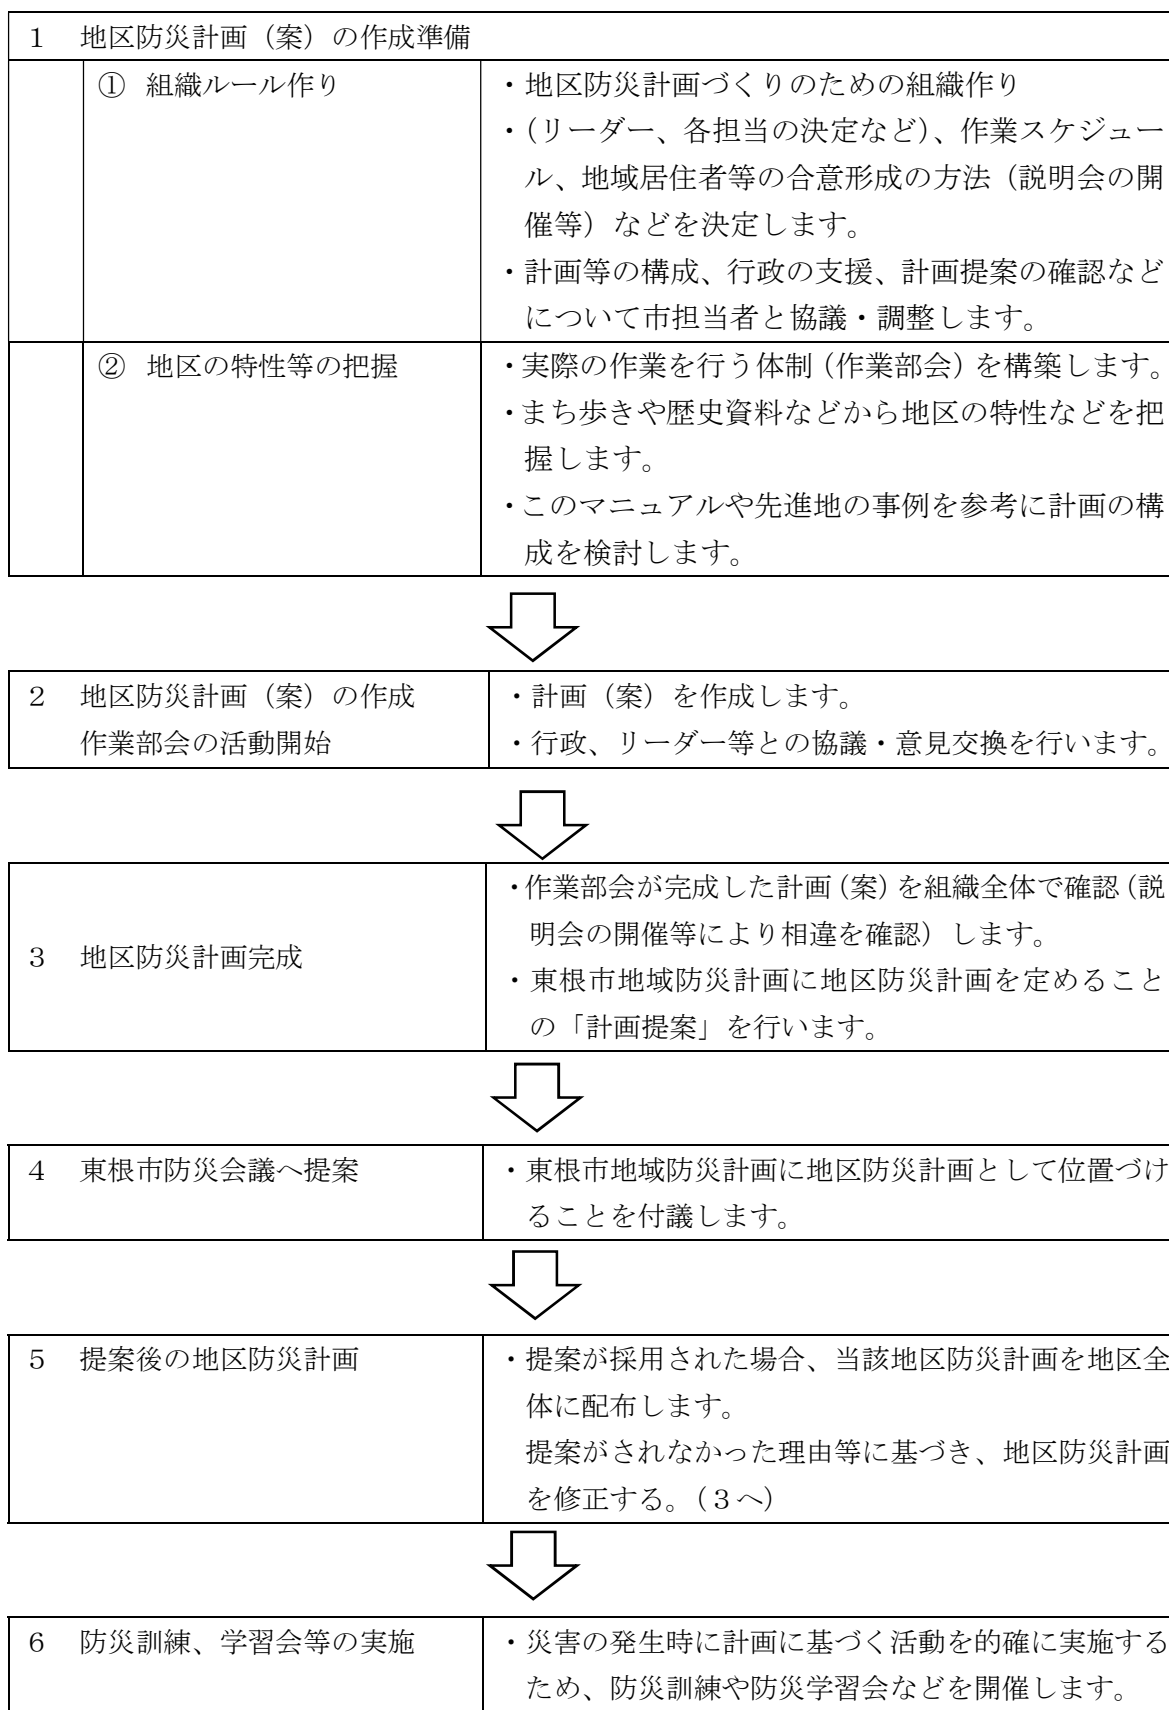 1 地区防災計画（案）の作成準備
① 組織ルール作り
・地区防災計画づくりのための組織作り
・（リーダー、各担当の決定など）、作業スケジュー
ル、地域居住者等の合意形成の方法（説明会の開
催等）などを決定します。
・計画等の構成、行政の支援、計画提案の確認など
について市担当者と協議・調整します。
② 地区の特性等の把握
・実際の作業を行う体制（作業部会）を構築します。
・まち歩きや歴史資料などから地区の特性などを把
握します。
・このマニュアルや先進地の事例を参考に計画の構
成を検討します。
2 地区防災計画（案）の作成
作業部会の活動開始
・計画（案）を作成します。
・行政、リーダー等との協議・意見交換を行います。
3 地区防災計画完成
・作業部会が完成した計画（案）を組織全体で確認（説
明会の開催等により相違を確認）します。
・東根市地域防災計画に地区防災計画を定めること
の「計画提案」を行います。
4 東根市防災会議へ提案
・東根市地域防災計画に地区防災計画として位置づけ
ることを付議します。
5 提案後の地区防災計画
・提案が採用された場合、当該地区防災計画を地区全
体に配布します。
提案がされなかった理由等に基づき、地区防災計画
を修正する。（３へ）
6 防災訓練、学習会等の実施
・災害の発生時に計画に基づく活動を的確に実施する
ため、防災訓練や防災学習会などを開催します。